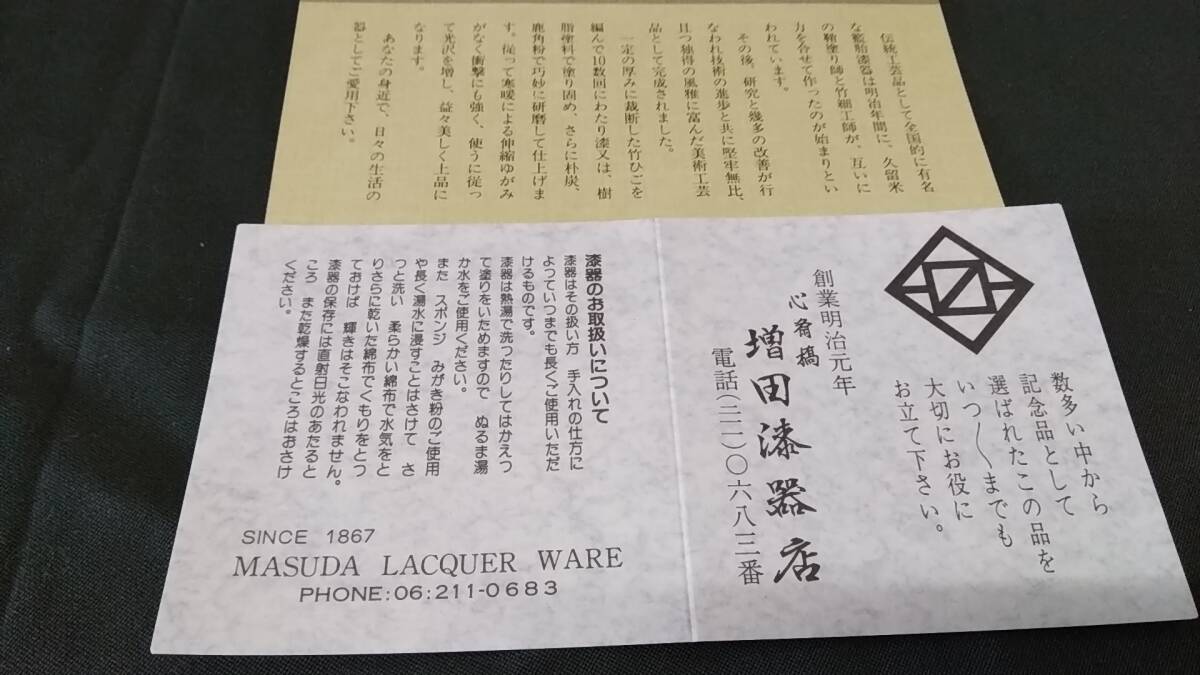 伝統工芸品として全国的に有名
な籃胎漆器は明治年間に、久留米
の鞘塗り師と竹細工師が、互いに
力を合せて作ったのが始まりとい
われています。
その後、研究と幾多の改善が行
なわれ技術の進歩と共に堅牢無比、
且つ独得の風雅に富んだ美術工芸
品として完成されました。
一定の厚みに裁断した竹ひごを
編んで10数回にわたり漆又は、樹
脂塗料で塗り固め、さらに朴炭、
鹿角粉で巧妙に研磨して仕上げま
す。従って寒暖による伸縮ゆがみ
がなく衝撃にも強く、使うに従っ
て光沢を増し、益々美しく上品に
なります。
あなたの身近で、日々の生活の
器としてご愛用下さい。
数多い中から
記念品として
選ばれたこの品を
いつ〱までも
大切にお役に
お立て下さい。
創業明治元年
心斎橋
増田漆器店
電話(二一一)〇六八三番
漆器のお取扱いについて
漆器はその扱い方 手入れの仕方に
よっていつまでも長くご使用いただ
けるものです。
漆器は熱湯で洗ったりしてはかえっ
て塗りをいためますので ぬるま湯
か水をご使用ください。
また スポンジ みがき粉のご使用
や長く湯水に浸すことはさけて さ
っと洗い 柔らかい綿布で水気をと
りさらに乾いた綿布でくもりをとっ
ておけば 輝きはそこなわれません。
漆器の保存には直射日光のあたると
ころ また乾燥するところはおさけ
ください。
SINCE 1867
MASUDA LACQUER WARE
PHONE:06:211-0683